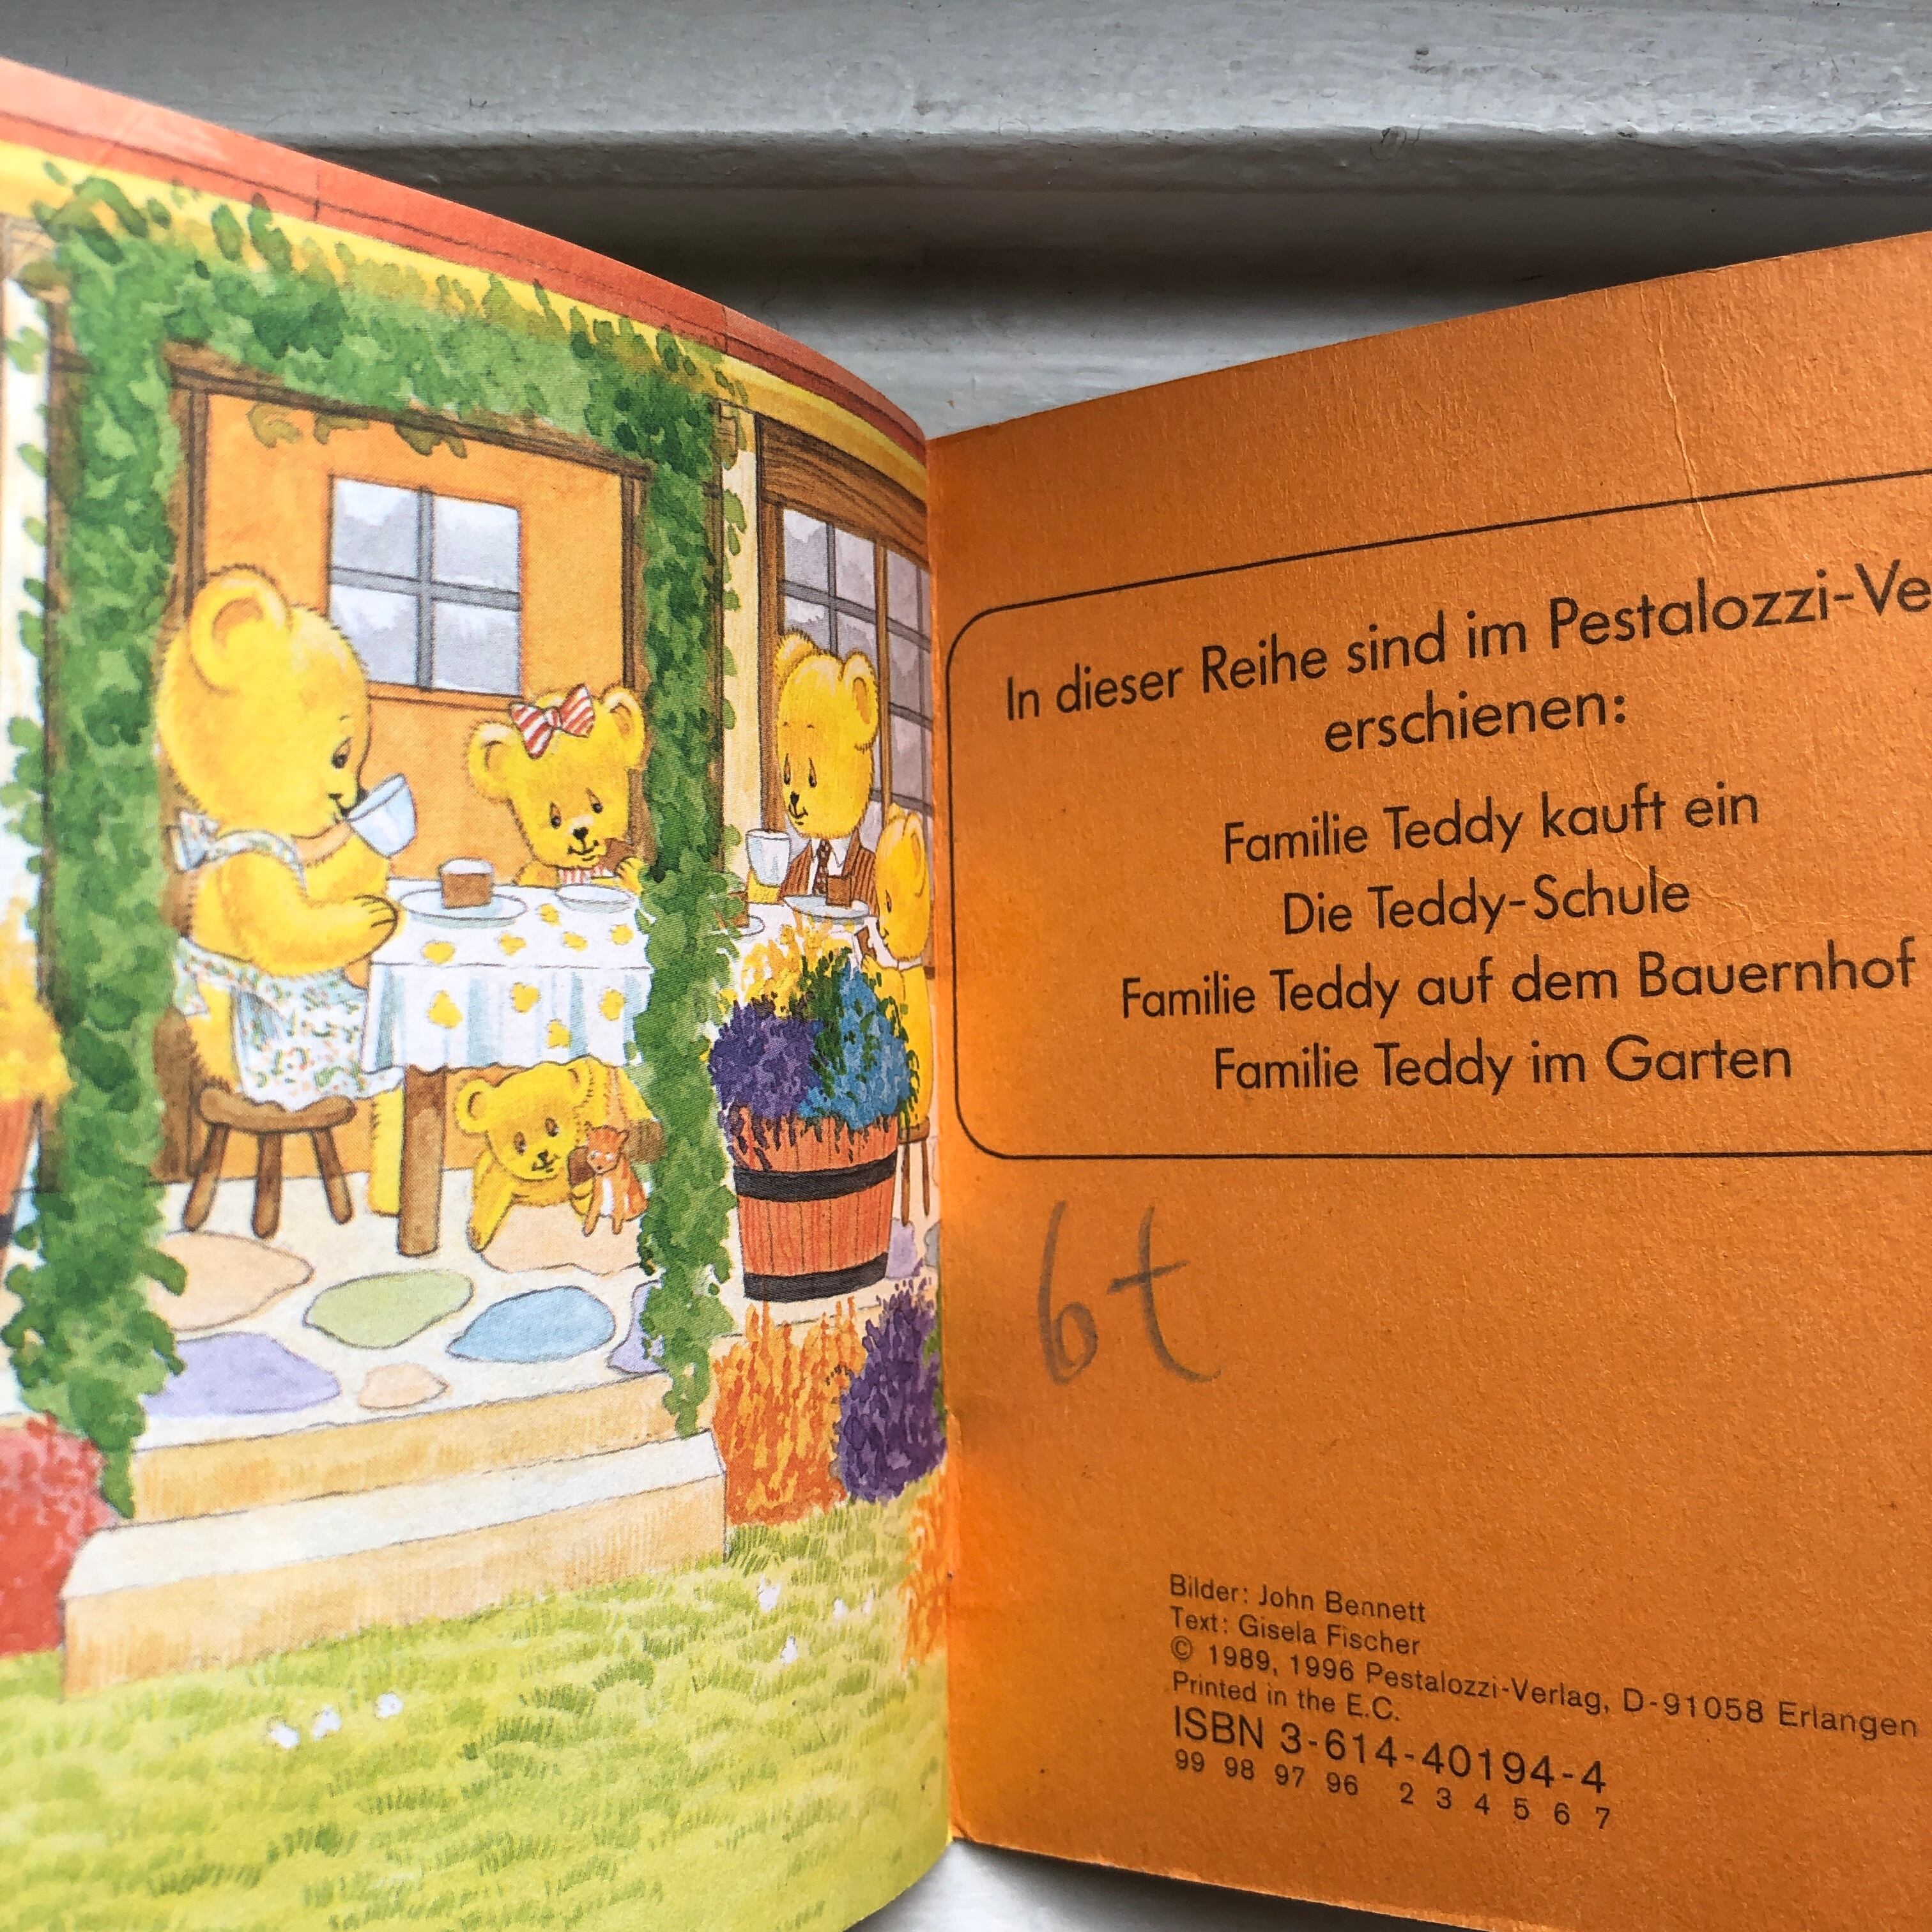 In dieser Reihe sind im Pestalozzi-Ve
erschienen:
Familie Teddy kauft ein
Die Teddy-Schule
Familie Teddy auf dem Bauernhof
Familie Teddy im Garten
6t
Bilder: John Bennett
Text: Gisela Fischer
© 1989, 1996 Pestalozzi-Verlag, D-91058 Erlangen
Printed in the E.C.
ISBN 3-614-40194-4
99 98 97 96 2 3 4 5 6 7